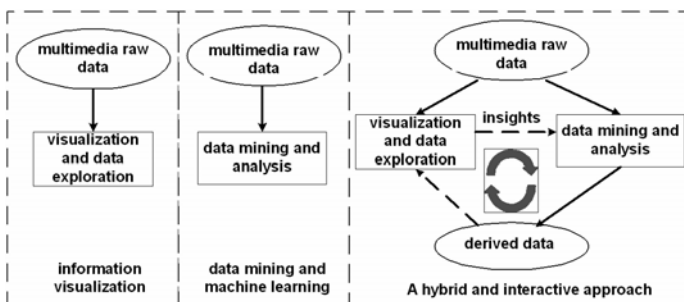 multimedia raw
data
visualization
and data
exploration
information
visualization
multimedia raw
data
data mining and
analysis
data mining and
machine learning
multimedia raw
data
insights
visualization
and data
exploration
data mining and
analysis
derived data
A hybrid and interactive approach